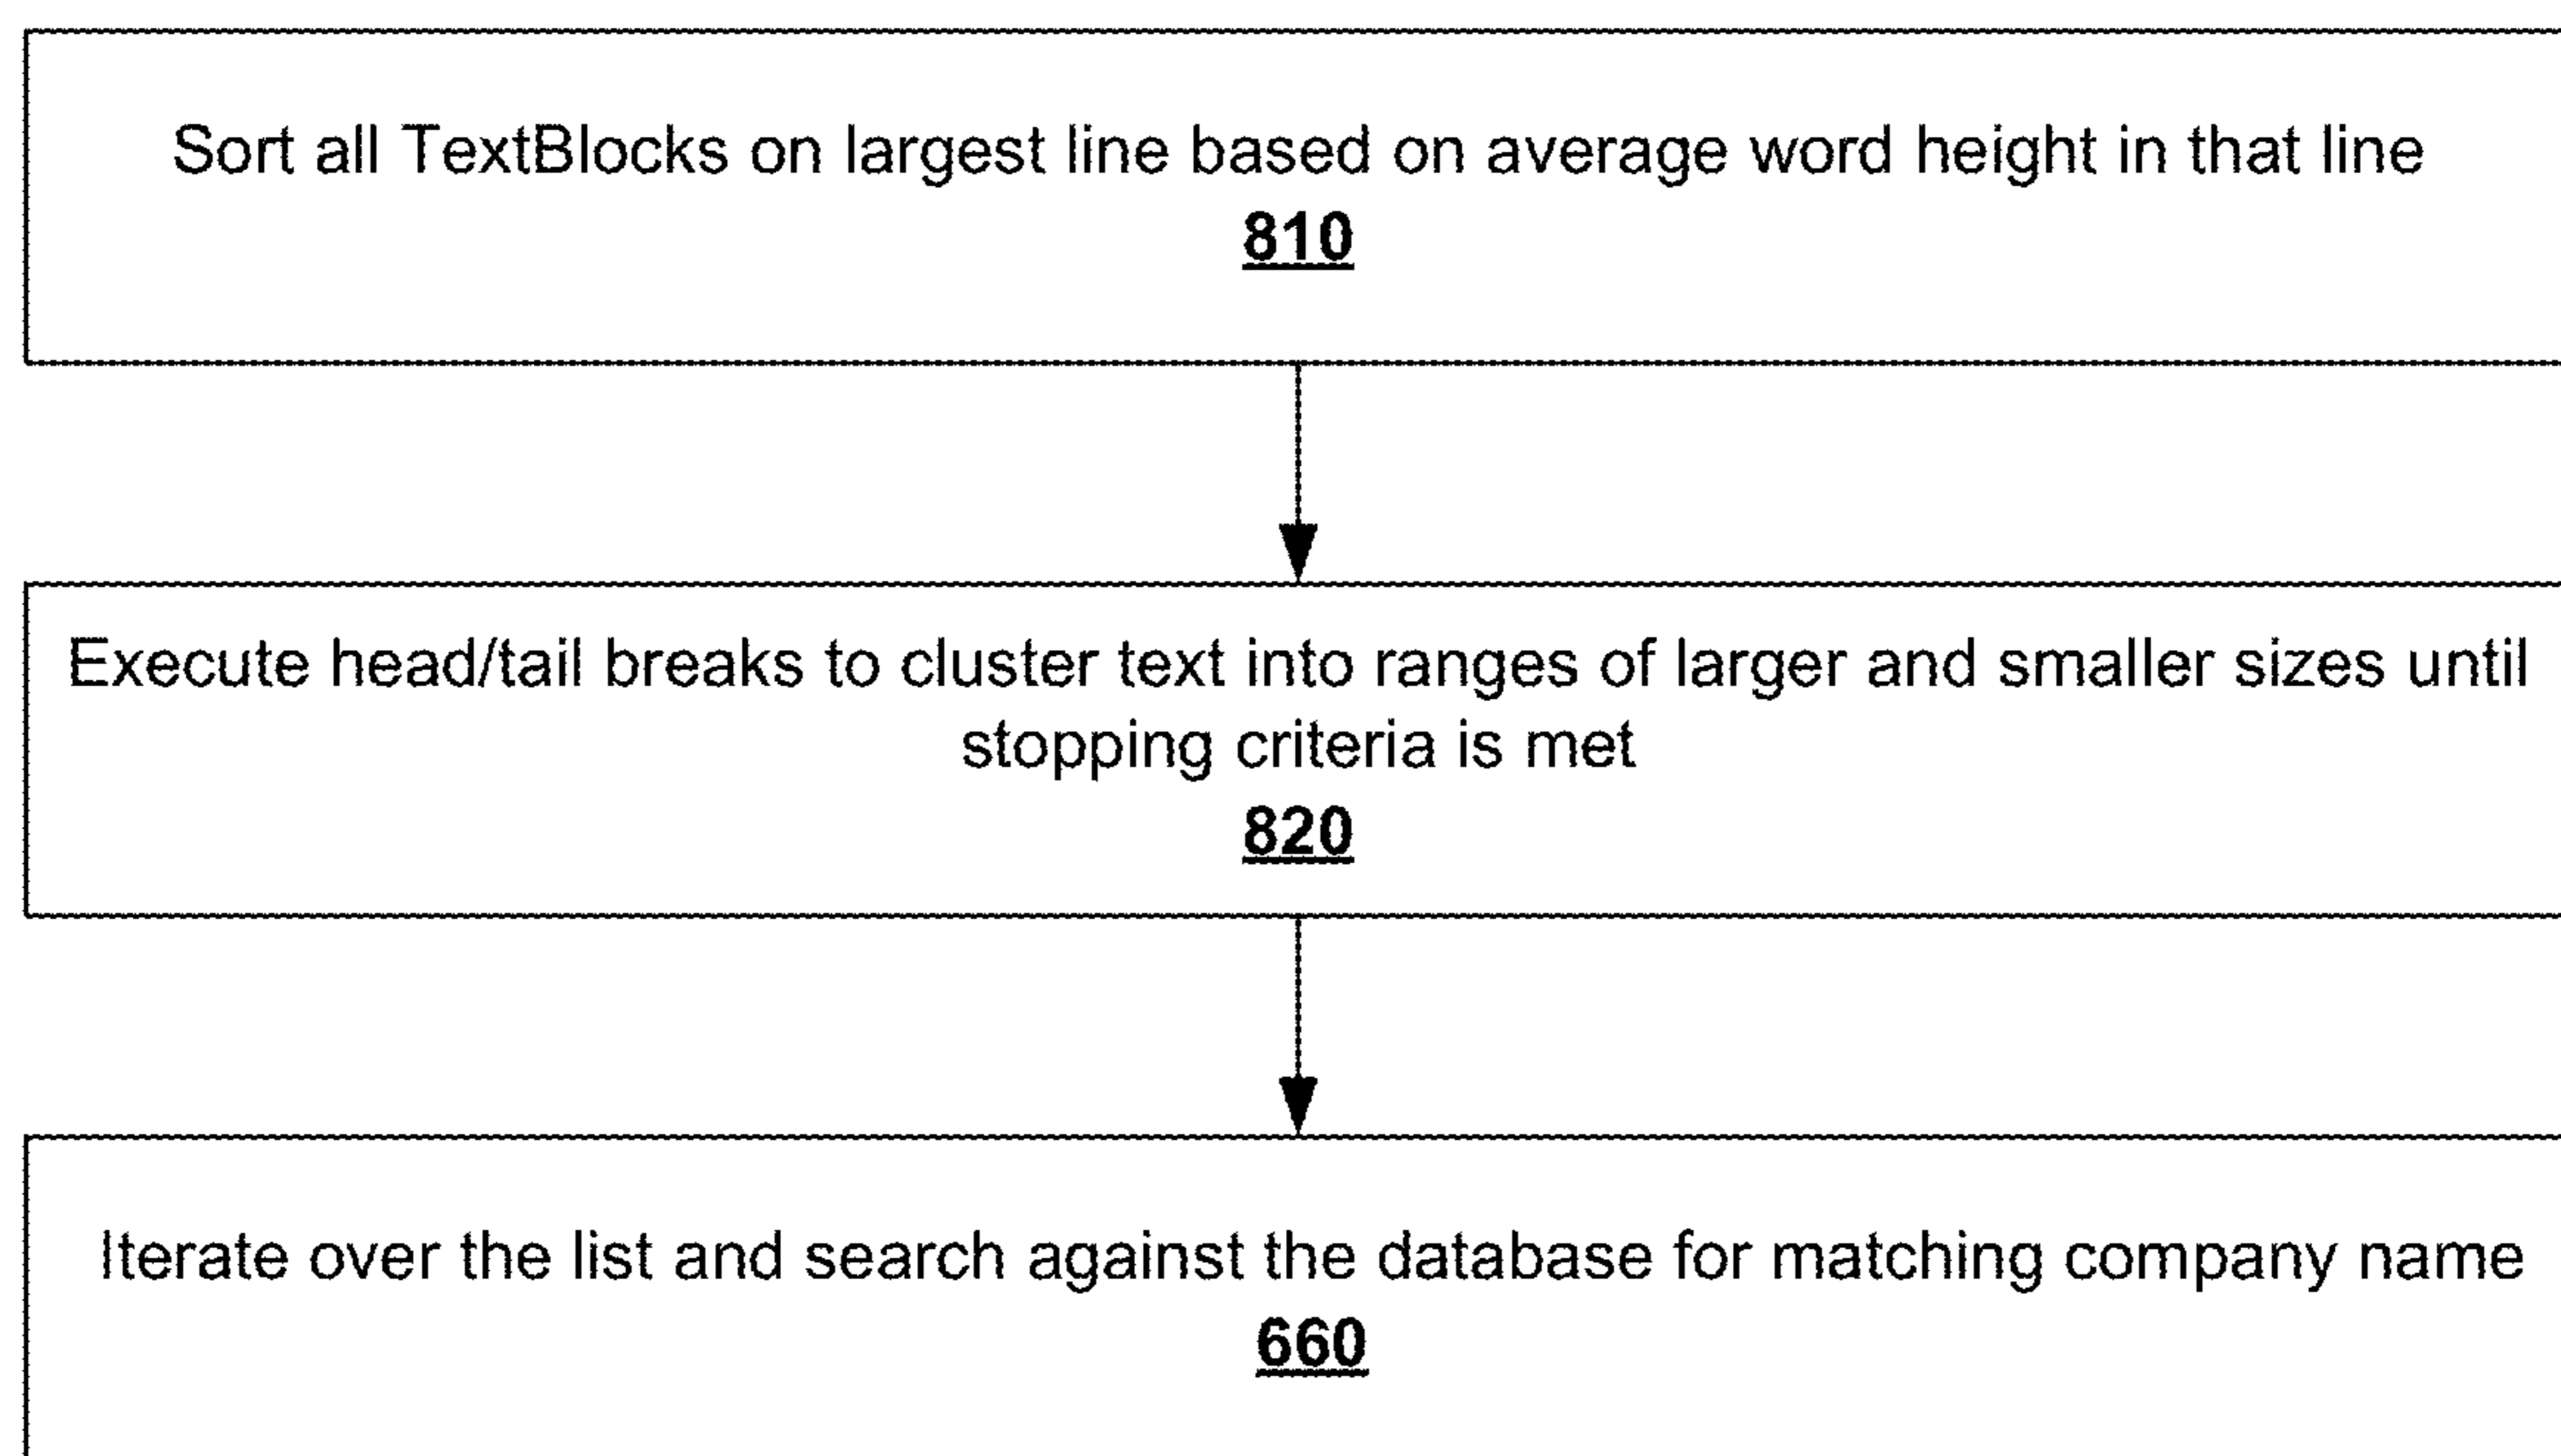 Sort all TextBlocks on largest line based on average word height in that line
810
Execute head/tail breaks to cluster text into ranges of larger and smaller sizes until
stopping criteria is met
820
Iterate over the list and search against the database for matching company name
660